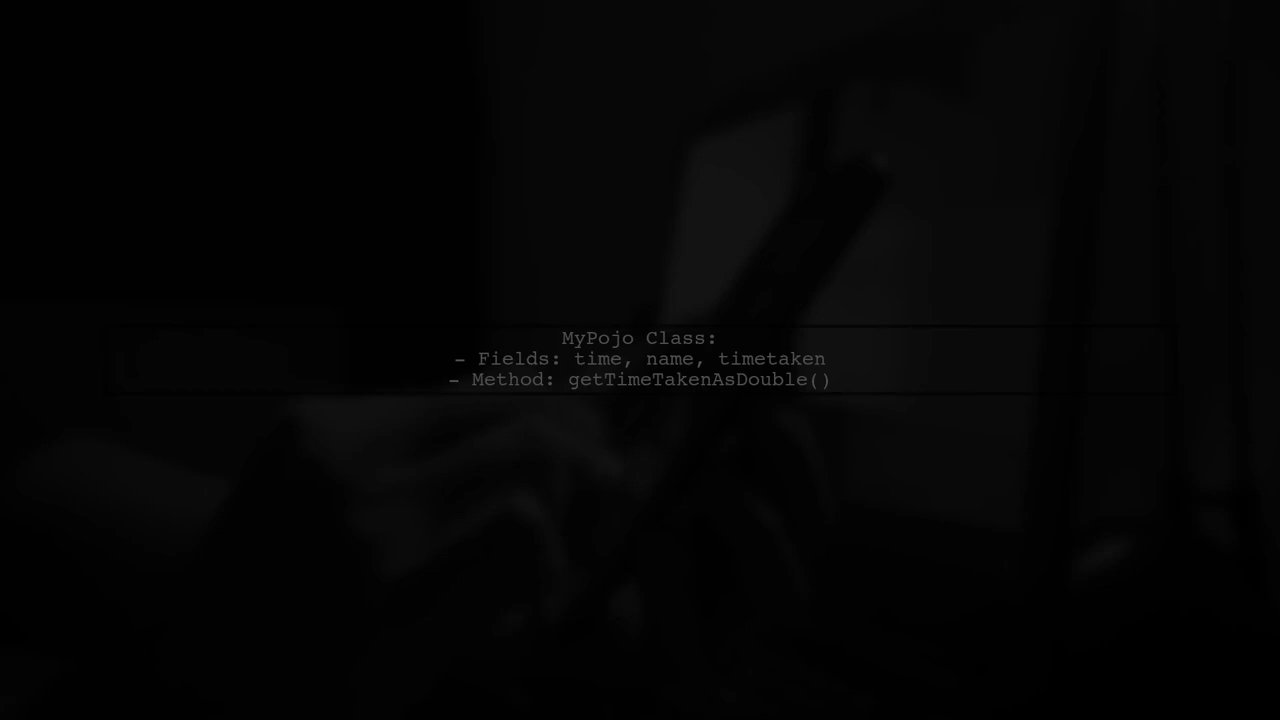 MyPojo Class:
- Fields: time, name, timetaken
- Method: getTimeTakenAsDouble()